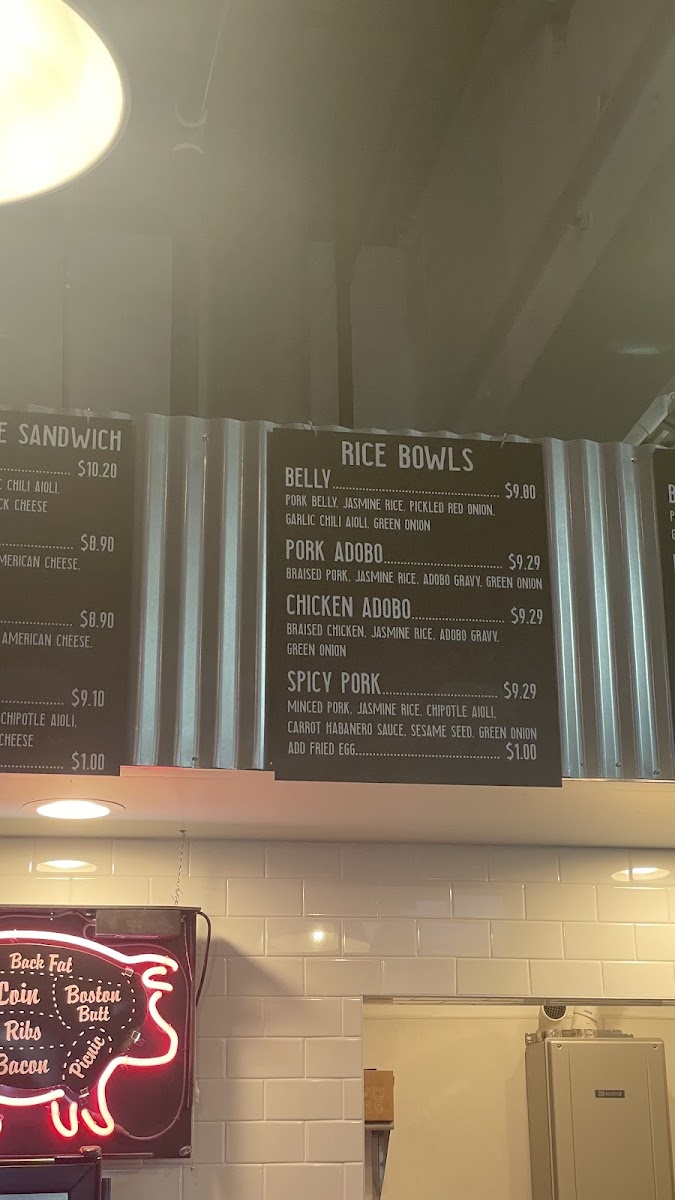 E SANDWICH
$10.20
C CHILI AIOLI,
CK CHEESE
$8.90
MERICAN CHEESE,
$8.90
AMERICAN CHEESE,
$9.10
CHIPOTLE AIOLI,
CHEESE
$1.00
RICE BOWLS
BELLY $9.80
PORK BELLY, JASMINE RICE, PICKLED RED ONION,
GARLIC CHILI AIOLI, GREEN ONION
PORK ADOBO $9.29
BRAISED PORK, JASMINE RICE, ADOBO GRAVY, GREEN ONION
CHICKEN ADOBO $9.29
BRAISED CHICKEN, JASMINE RICE, ADOBO GRAVY,
GREEN ONION
SPICY PORK $9.29
MINCED PORK, JASMINE RICE, CHIPOTLE AIOLI,
CARROT HABANERO SAUCE, SESAME SEED, GREEN ONION
ADD FRIED EGG $1.00
Back Fat
Loin
Boston
Butt
Ribs
Picnic
Bacon